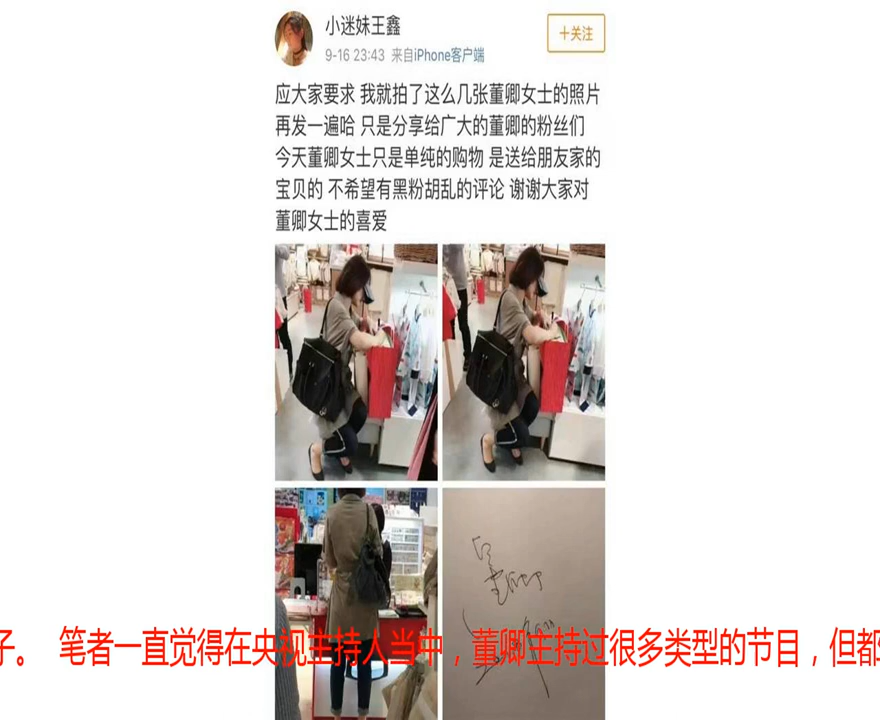 小迷妹王鑫
9-16 23:43 来自iPhone客户端
十关注
应大家要求 我就拍了这么几张董卿女士的照片
再发一遍哈 只是分享给广大的董卿的粉丝们
今天董卿女士只是单纯的购物 是送给朋友家的
宝贝的 不希望有黑粉胡乱的评论 谢谢大家对
董卿女士的喜爱
董卿
子。 笔者一直觉得在央视主持人当中，董卿主持过很多类型的节目，但都